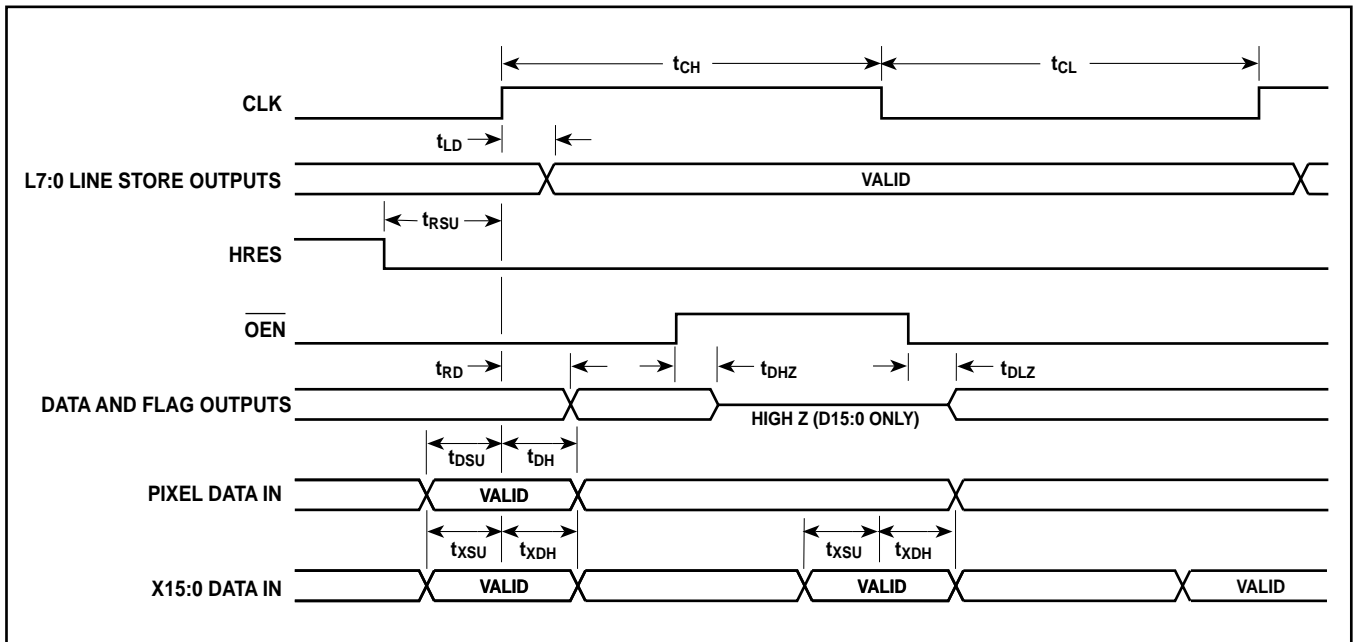 tCH
tCL
CLK
tLD
L7:0 LINE STORE OUTPUTS
VALID
tRSU
HRES
OEN
tRD
tDHZ
tDLZ
DATA AND FLAG OUTPUTS
HIGH Z (D15:0 ONLY)
tDSU
tDH
PIXEL DATA IN
VALID
tXSU
tXDH
tXSU
tXDH
X15:0 DATA IN
VALID
VALID
VALID